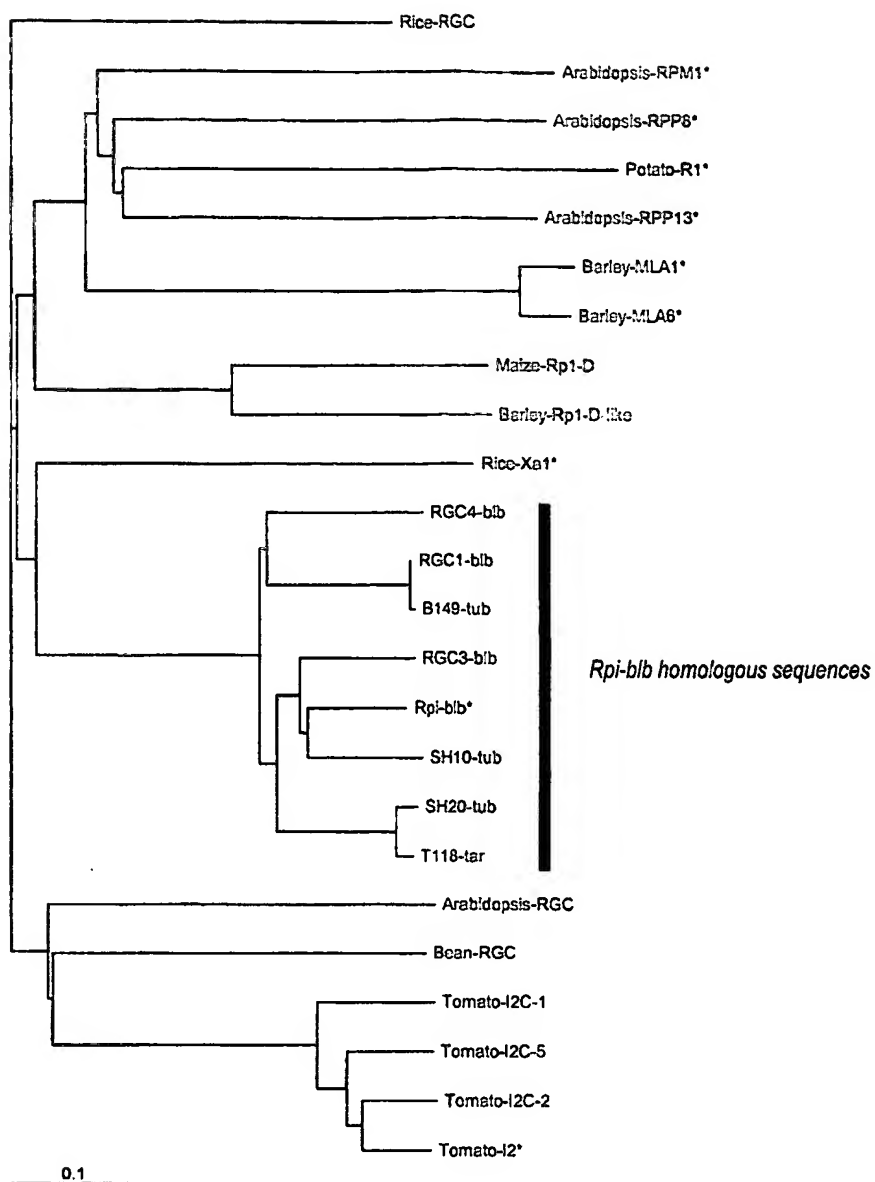 Rice-RGC
Arabidopsis-RPM1*
Arabidopsis-RPP8*
Potato-R1*
Arabidopsis-RPP13*
Barley-MLA1*
Barley-MLA6*
Maize-Rp1-D
Barley-Rp1-D-like
Rice-Xa1*
RGC4-blb
RGC1-blb
B149-tub
RGC3-blb
Rpi-blb homologous sequences
Rpi-blb*
SH10-tub
SH20-tub
T118-tar
Arabidopsis-RGC
Bean-RGC
Tomato-I2C-1
Tomato-I2C-5
Tomato-I2C-2
Tomato-I2*
0.1